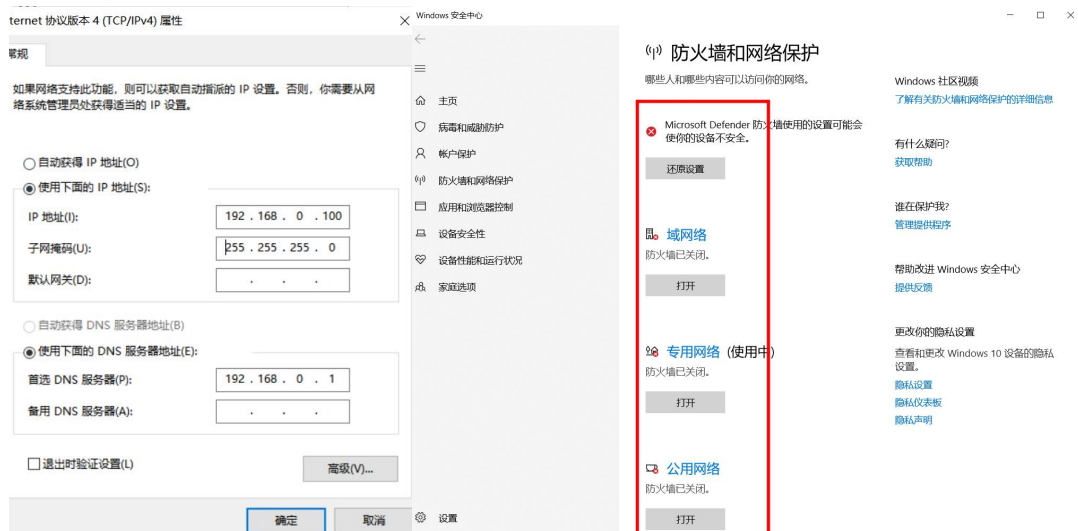 ternet 协议版本 4 (TCP/IPv4) 属性
常规
如果网络支持此功能，则可以获取自动指派的 IP 设置。否则，你需要从网
络系统管理员处获得适当的 IP 设置。
自动获得 IP 地址(O)
使用下面的 IP 地址(S):
IP 地址(I):
192 . 168 . 0 . 100
子网掩码(U):
255 . 255 . 255 . 0
默认网关(D):
. . .
自动获得 DNS 服务器地址(B)
使用下面的 DNS 服务器地址(E):
首选 DNS 服务器(P):
192 . 168 . 0 . 1
备用 DNS 服务器(A):
. . .
退出时验证设置(L)
高级(V)...
确定
取消
Windows 安全中心
主页
病毒和威胁防护
帐户保护
防火墙和网络保护
应用和浏览器控制
设备安全性
设备性能和运行状况
家庭选项
设置
防火墙和网络保护
哪些人和哪些内容可以访问你的网络。
Microsoft Defender 防火墙使用的设置可能会
使你的设备不安全。
还原设置
域网络
防火墙已关闭。
打开
专用网络 (使用中)
防火墙已关闭。
打开
公用网络
防火墙已关闭。
打开
Windows 社区视频
了解有关防火墙和网络保护的详细信息
有什么疑问?
获取帮助
谁在保护我?
管理提供程序
帮助改进 Windows 安全中心
提供反馈
更改你的隐私设置
查看和更改 Windows 10 设备的隐私
设置。
隐私设置
隐私仪表板
隐私声明